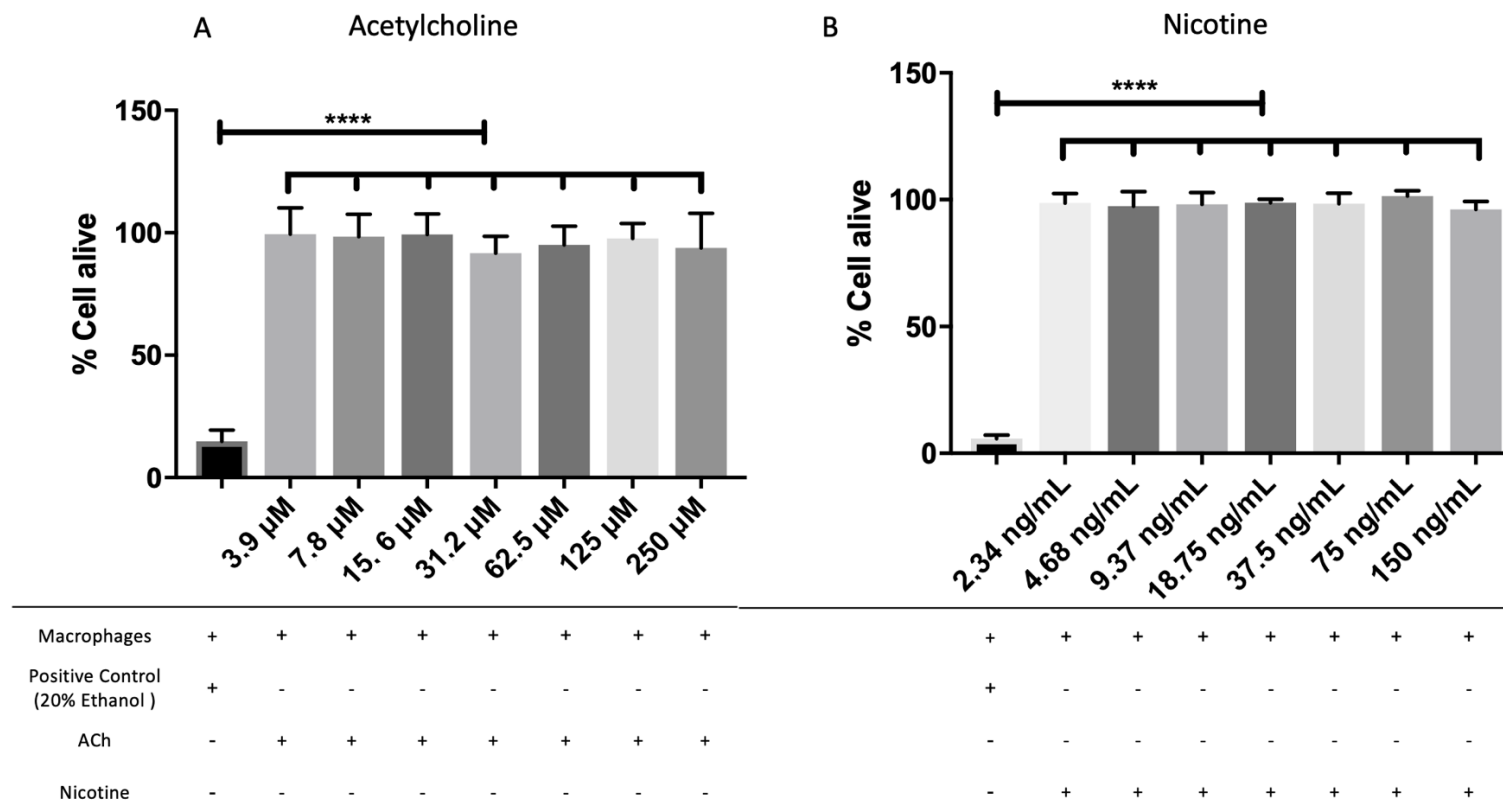 A Acetylcholine
150
100
50
0
% Cell alive
****
3.9 µM
7.8 µM
15. 6 µM
31.2 µM
62.5 µM
125 µM
250 µM
B Nicotine
150
100
50
0
% Cell alive
****
2.34 ng/mL
4.68 ng/mL
9.37 ng/mL
18.75 ng/mL
37.5 ng/mL
75 ng/mL
150 ng/mL
Macrophages + + + + + + + + + + + + + + + +
Positive Control
(20% Ethanol ) + - - - - - - - + - - - - - - -
ACh - + + + + + + + - - - - - - - -
Nicotine - - - - - - - - - + + + + + + +